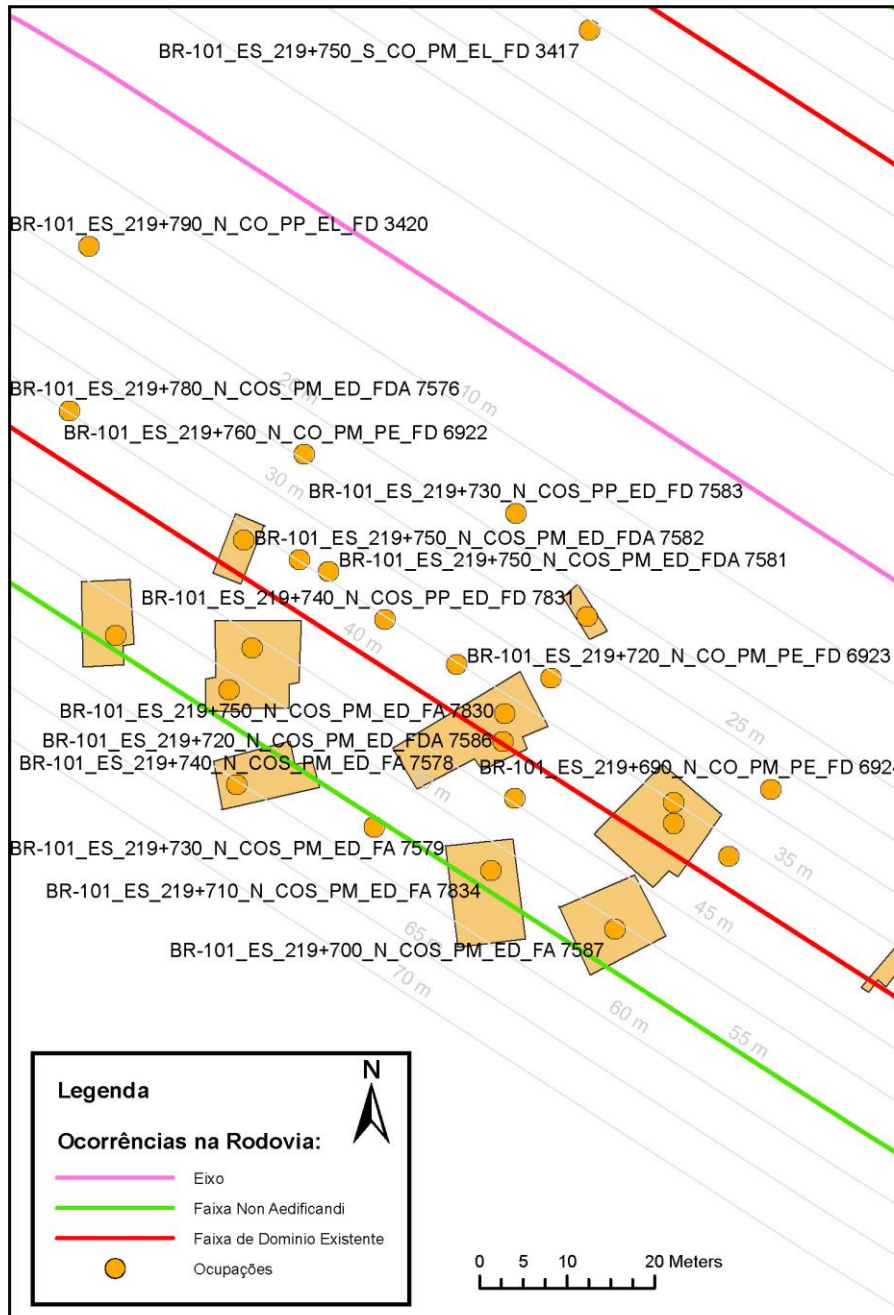 BR-101_ES_219+750_S_CO_PM_EL_FD 3417
BR-101_ES_219+790_N_CO_PP_EL_FD 3420
BR-101_ES_219+780_N_COS_PM_ED_FDA 7576
20 m
10 m
BR-101_ES_219+760_N_CO_PM_PE_FD 6922
30 m
BR-101_ES_219+730_N_COS_PP_ED_FD 7583
BR-101_ES_219+750_N_COS_PM_ED_FDA 7582
BR-101_ES_219+750_N_COS_PM_ED_FDA 7581
BR-101_ES_219+740_N_COS_PP_ED_FD 7831
40 m
BR-101_ES_219+720_N_CO_PM_PE_FD 6923
BR-101_ES_219+750_N_COS_PM_ED_FA 7830
25 m
BR-101_ES_219+720_N_COS_PM_ED_FDA 7586
BR-101_ES_219+740_N_COS_PM_ED_FA 7578
BR-101_ES_219+690_N_CO_PM_PE_FD 692
BR-101_ES_219+730_N_COS_PM_ED_FA 7579
35 m
BR-101_ES_219+710_N_COS_PM_ED_FA 7834
45 m
65 m
BR-101_ES_219+700_N_COS_PM_ED_FA 7587
70 m
60 m
55 m
N
Legenda
Ocorrências na Rodovia:
Eixo
Faixa Non Aedificandi
Faixa de Dominio Existente
Ocupações
0 5 10 20 Meters